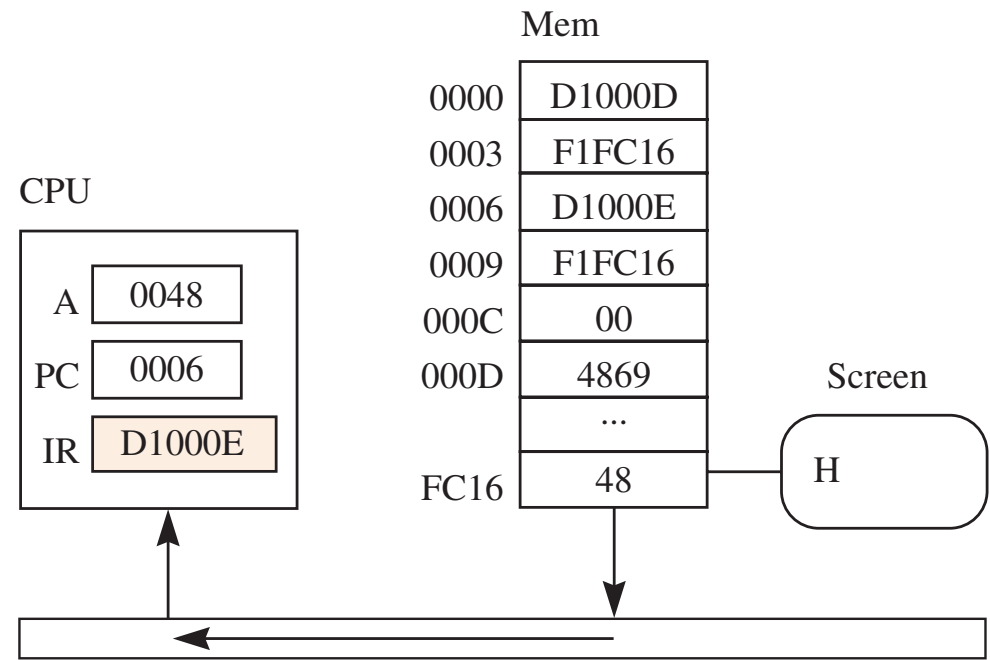 Mem
0000 D1000D
0003 F1FC16
0006 D1000E
0009 F1FC16
000C 00
000D 4869
...
FC16 48
CPU
A 0048
PC 0006
IR D1000E
Screen
H